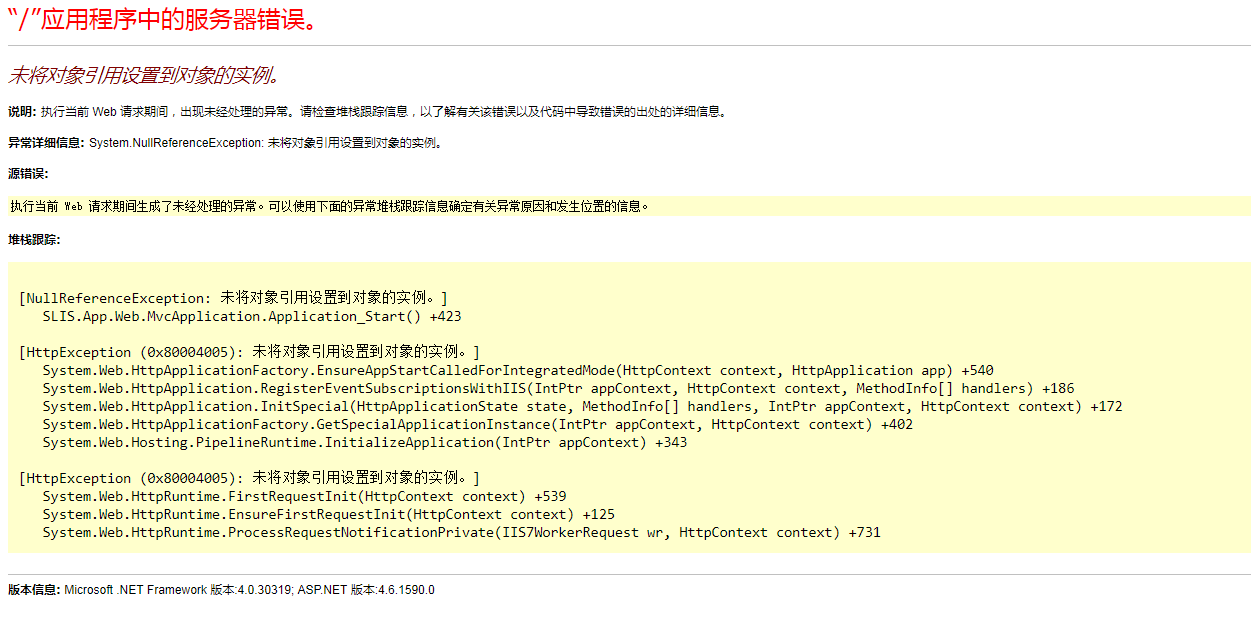 “/”应用程序中的服务器错误。
未将对象引用设置到对象的实例。
说明: 执行当前 Web 请求期间，出现未经处理的异常。请检查堆栈跟踪信息，以了解有关该错误以及代码中导致错误的出处的详细信息。
异常详细信息: System.NullReferenceException: 未将对象引用设置到对象的实例。
源错误:
执行当前 Web 请求期间生成了未经处理的异常。可以使用下面的异常堆栈跟踪信息确定有关异常原因和发生位置的信息。
堆栈跟踪:
[NullReferenceException: 未将对象引用设置到对象的实例。]
SLIS.App.Web.MvcApplication.Application_Start() +423
[HttpException (0x80004005): 未将对象引用设置到对象的实例。]
System.Web.HttpApplicationFactory.EnsureAppStartCalledForIntegratedMode(HttpContext context, HttpApplication app) +540
System.Web.HttpApplication.RegisterEventSubscriptionsWithIIS(IntPtr appContext, HttpContext context, MethodInfo[] handlers) +186
System.Web.HttpApplication.InitSpecial(HttpApplicationState state, MethodInfo[] handlers, IntPtr appContext, HttpContext context) +172
System.Web.HttpApplicationFactory.GetSpecialApplicationInstance(IntPtr appContext, HttpContext context) +402
System.Web.Hosting.PipelineRuntime.InitializeApplication(IntPtr appContext) +343
[HttpException (0x80004005): 未将对象引用设置到对象的实例。]
System.Web.HttpRuntime.FirstRequestInit(HttpContext context) +539
System.Web.HttpRuntime.EnsureFirstRequestInit(HttpContext context) +125
System.Web.HttpRuntime.ProcessRequestNotificationPrivate(IIS7WorkerRequest wr, HttpContext context) +731
版本信息: Microsoft .NET Framework 版本:4.0.30319; ASP.NET 版本:4.6.1590.0